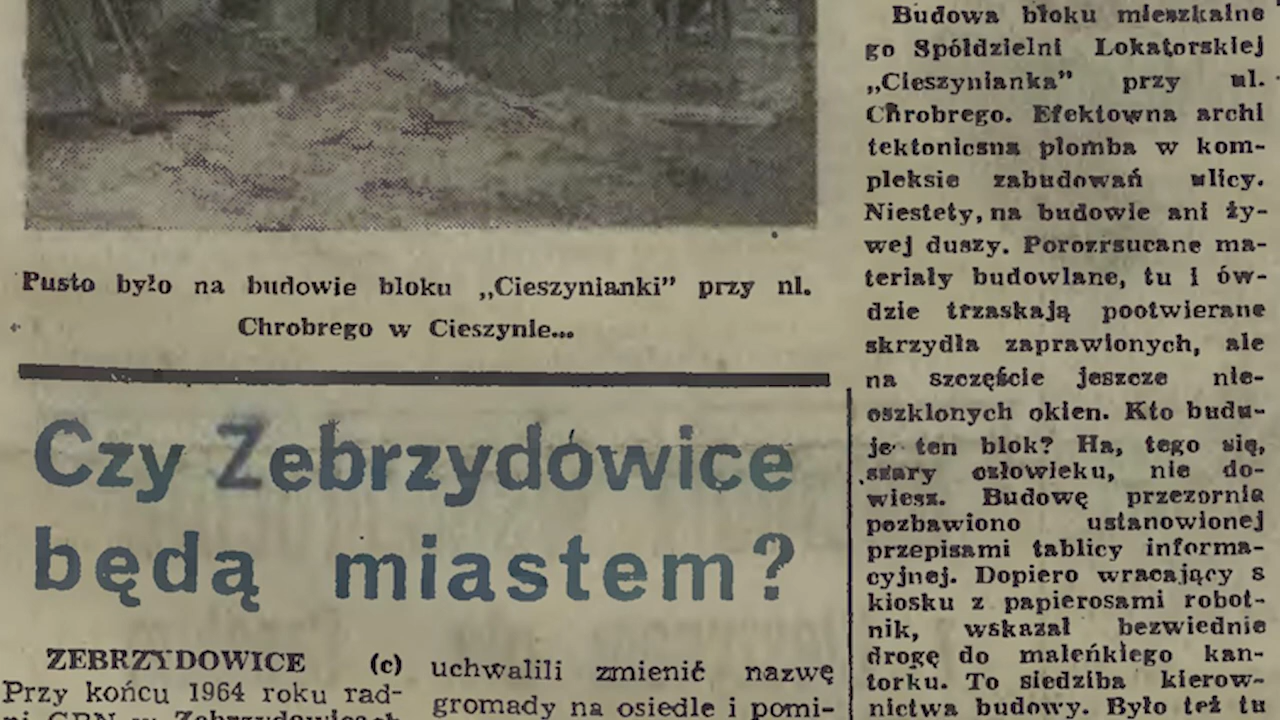 Pusto było na budowie bloku „Cieszynianki” przy nl.
Chrobrego w Cieszynie...
Czy Zebrzydowice
będą miastem?
ZEBRZYDOWICE (c)
Przy końcu 1964 roku rad-
ni GRN w Zebrzydowicach
uchwalili zmienić nazwę
gromady na osiedle i pomi-
Budowa bloku mieszkalne
go Spółdzielni Lokatorskiej
„Cieszynianka” przy ul.
Chrobrego. Efektowna archi
tektoniczna plomba w kom-
pleksie zabudowań ulicy.
Niestety, na budowie ani ży-
wej duszy. Porozrzucane ma-
teriały budowlane, tu i ów-
dzie trzaskają pootwierane
skrzydła zaprawionych, ale
na szczęście jeszcze nie-
oszklonych okien. Kto budu-
je ten blok? Ha, tego się,
szary człowieku, nie do-
wiesz. Budowę przezornie
pozbawiono ustanowionej
przepisami tablicy informa-
cyjnej. Dopiero wracający z
kiosku z papierosami robot-
nik, wskazał bezwiednie
drogę do maleńkiego kan-
torku. To siedziba kierow-
nictwa budowy. Było też tu